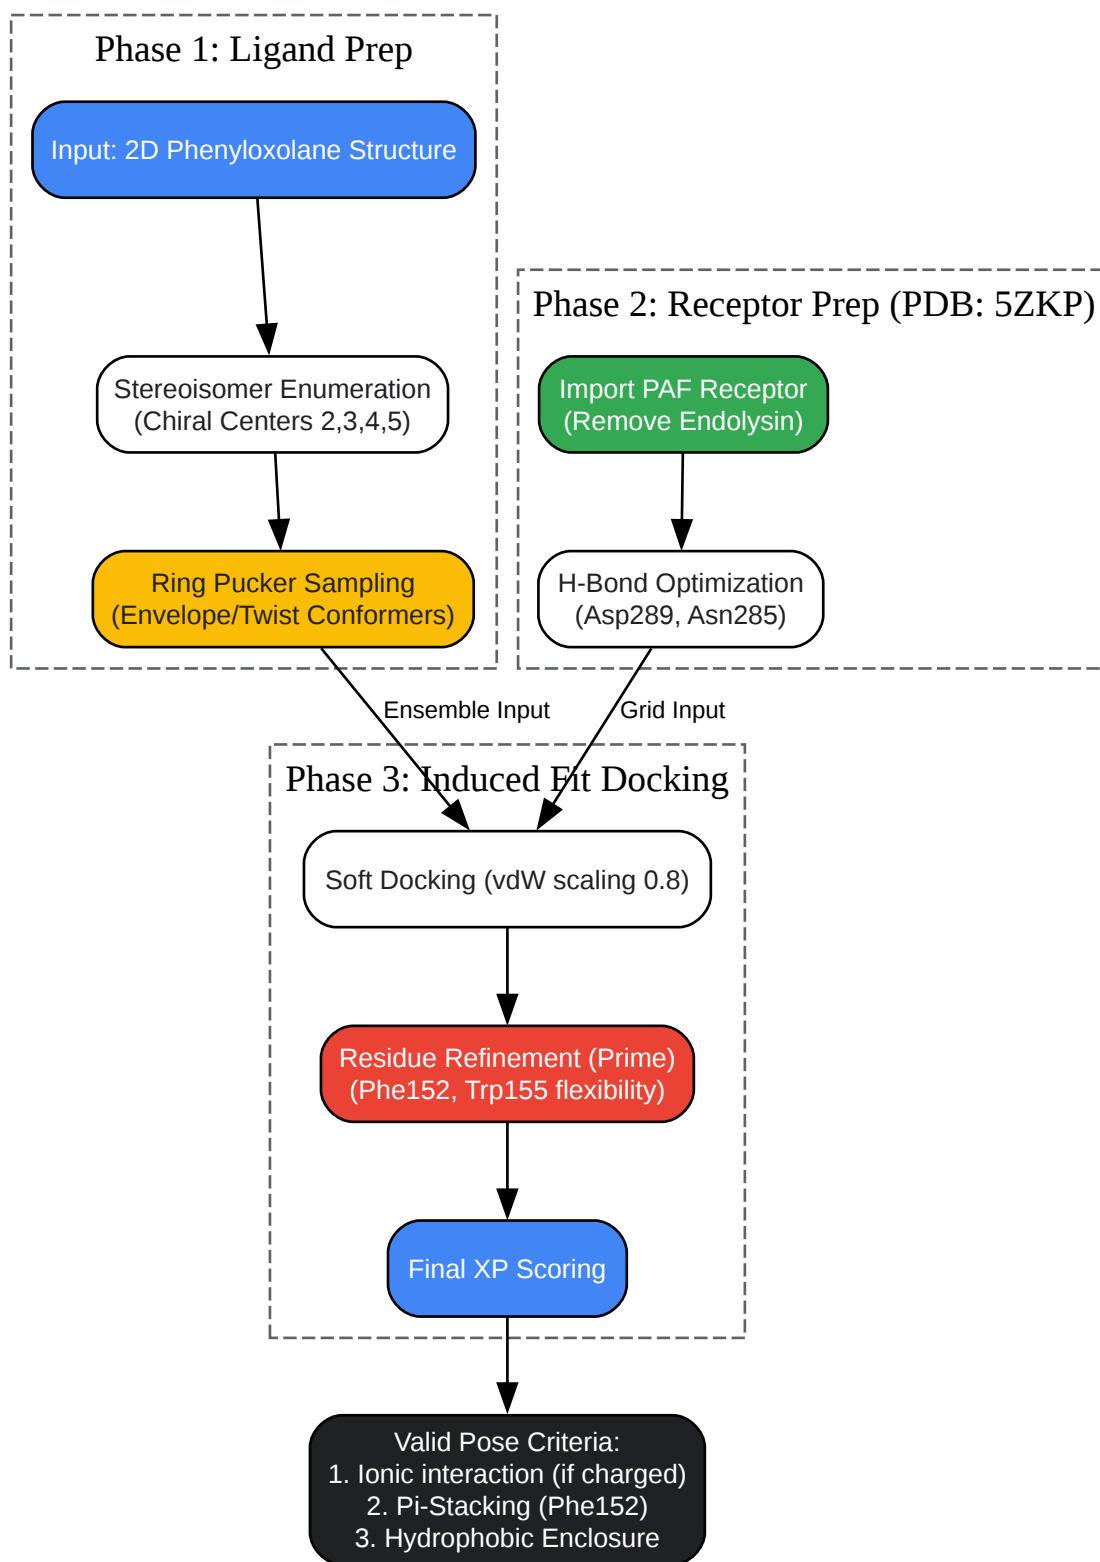 Phase 1: Ligand Prep
Input: 2D Phenyloxolane Structure
Stereoisomer Enumeration
(Chiral Centers 2,3,4,5)
Ring Pucker Sampling
(Envelope/Twist Conformers)
Phase 2: Receptor Prep (PDB: 5ZKP)
Import PAF Receptor
(Remove Endolysin)
H-Bond Optimization
(Asp289, Asn285)
Ensemble Input
Grid Input
Phase 3: Induced Fit Docking
Soft Docking (vdW scaling 0.8)
Residue Refinement (Prime)
(Phe152, Trp155 flexibility)
Final XP Scoring
Valid Pose Criteria:
1. Ionic interaction (if charged)
2. Pi-Stacking (Phe152)
3. Hydrophobic Enclosure